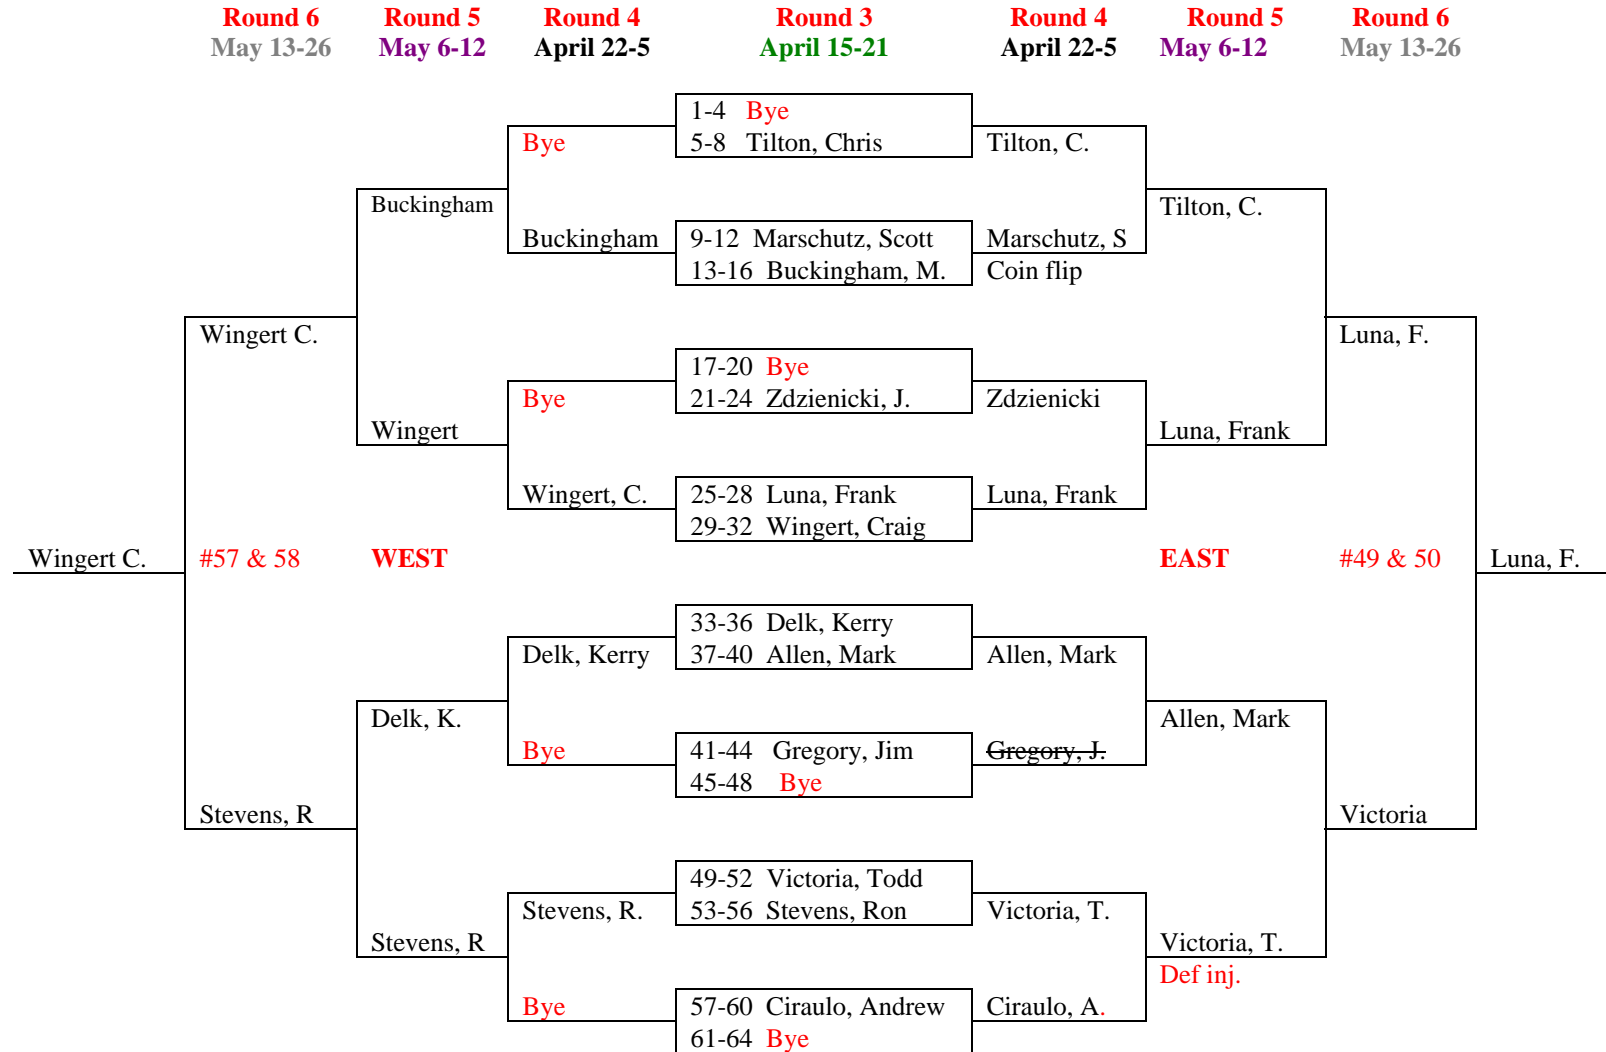 Round 6 Round 5 Round 4 Round 3 Round 4 Round 5 Round 6
May 13-26 May 6-12 April 22-5 April 15-21 April 22-5 May 6-12 May 13-26
1-4 Bye
Bye 5-8 Tilton, Chris Tilton, C.
Buckingham Tilton, C.
Buckingham 9-12 Marschutz, Scott Marschutz, S
13-16 Buckingham, M. Coin flip
Wingert C. Luna, F.
17-20 Bye
Bye 21-24 Zdzienicki, J. Zdzienicki
Wingert Luna, Frank
Wingert, C. 25-28 Luna, Frank Luna, Frank
29-32 Wingert, Craig
Wingert C. #57 & 58 WEST EAST #49 & 50 Luna, F.
33-36 Delk, Kerry
Delk, Kerry 37-40 Allen, Mark Allen, Mark
Delk, K. Allen, Mark
Bye 41-44 Gregory, Jim Gregory, J.
45-48 Bye
Stevens, R Victoria
49-52 Victoria, Todd
Stevens, R. 53-56 Stevens, Ron Victoria, T.
Stevens, R Victoria, T.
Def inj.
Bye 57-60 Ciraulo, Andrew Ciraulo, A.
61-64 Bye